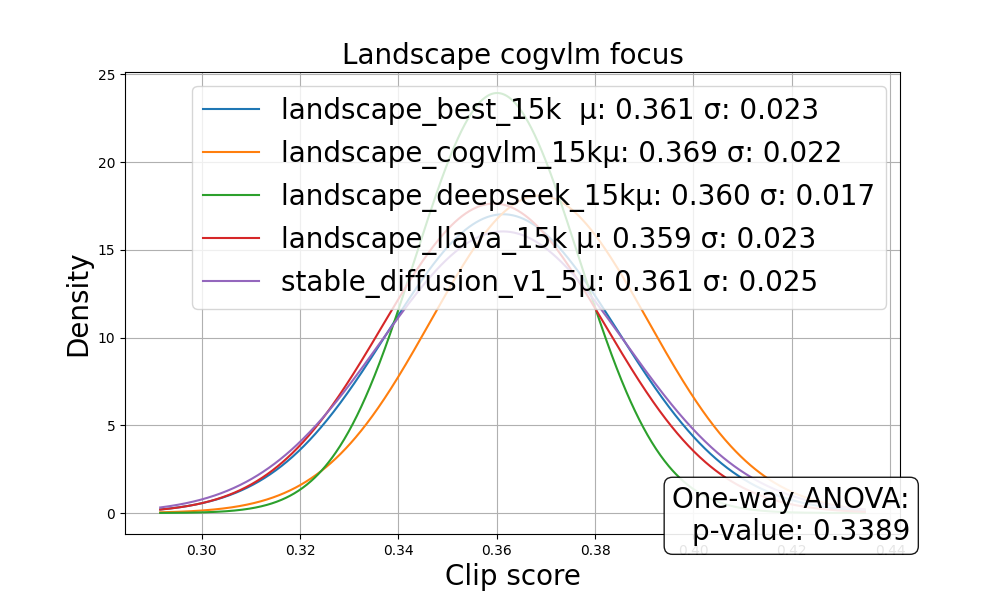 Landscape cogvlm focus
25
20
15
10
5
0
Density
landscape_best_15k  μ: 0.361 σ: 0.023
landscape_cogvlm_15kμ: 0.369 σ: 0.022
landscape_deepseek_15kμ: 0.360 σ: 0.017
landscape_llava_15k μ: 0.359 σ: 0.023
stable_diffusion_v1_5μ: 0.361 σ: 0.025
One-way ANOVA:
p-value: 0.3389
0.30 0.32 0.34 0.36 0.38 0.40 0.42 0.44
Clip score